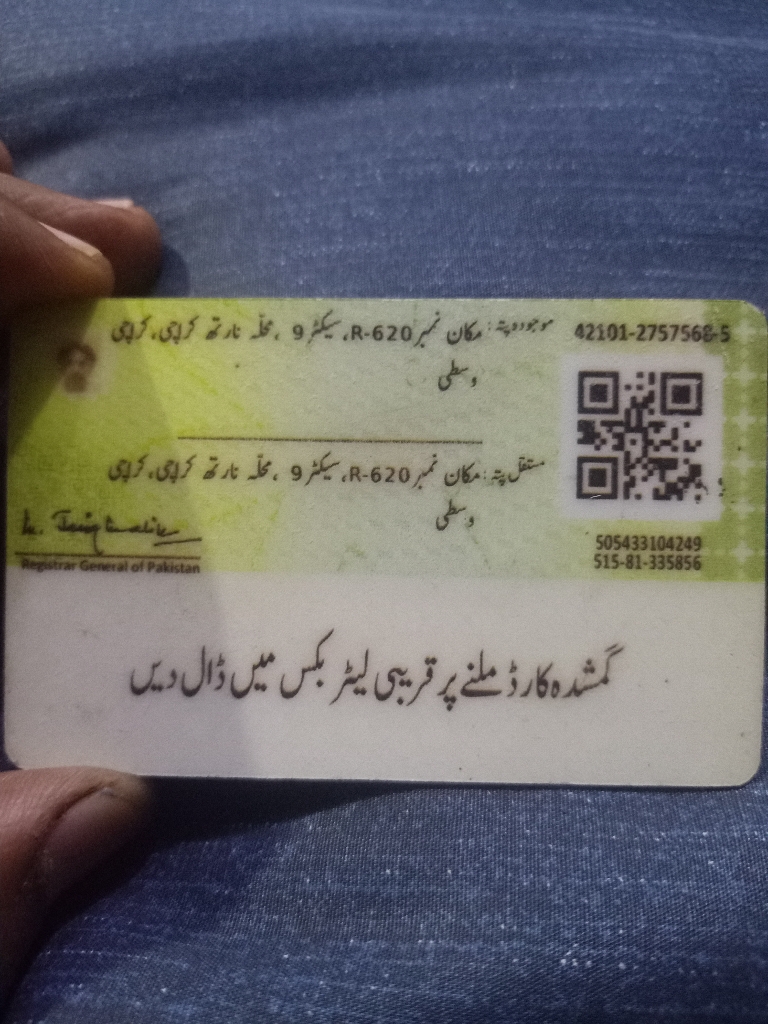 42101-2757568-5
موجودہ پتہ: مکان نمبر R-620، سیکٹر 9 ، محلہ نارتھ کراچی، کراچی
وسطی
مستقل پتہ: مکان نمبر R-620، سیکٹر 9 ، محلہ نارتھ کراچی، کراچی
وسطی
505433104249
515-81-335856
Registrar General of Pakistan
گمشدہ کارڈ ملنے پر قریبی لیٹر بکس میں ڈال دیں